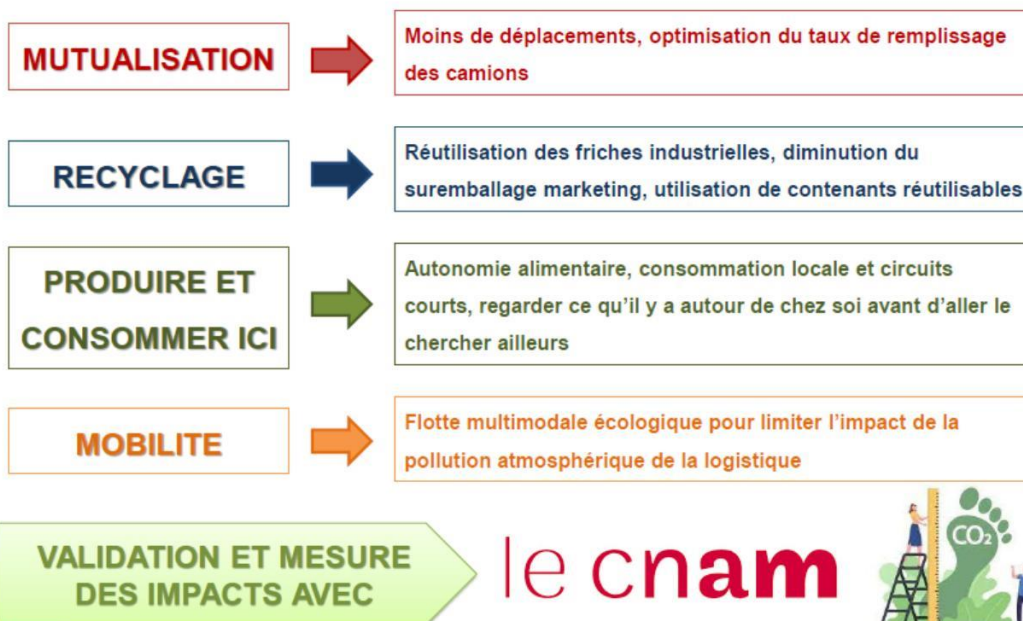 MUTUALISATION
Moins de déplacements, optimisation du taux de remplissage
des camions
RECYCLAGE
Réutilisation des friches industrielles, diminution du
suremballage marketing, utilisation de contenants réutilisables
PRODUIRE ET
CONSOMMER ICI
Autonomie alimentaire, consommation locale et circuits
courts, regarder ce qu'il y a autour de chez soi avant d'aller le
chercher ailleurs
MOBILITE
Flotte multimodale écologique pour limiter l'impact de la
pollution atmosphérique de la logistique
VALIDATION ET MESURE
DES IMPACTS AVEC
le cnam
CO₂